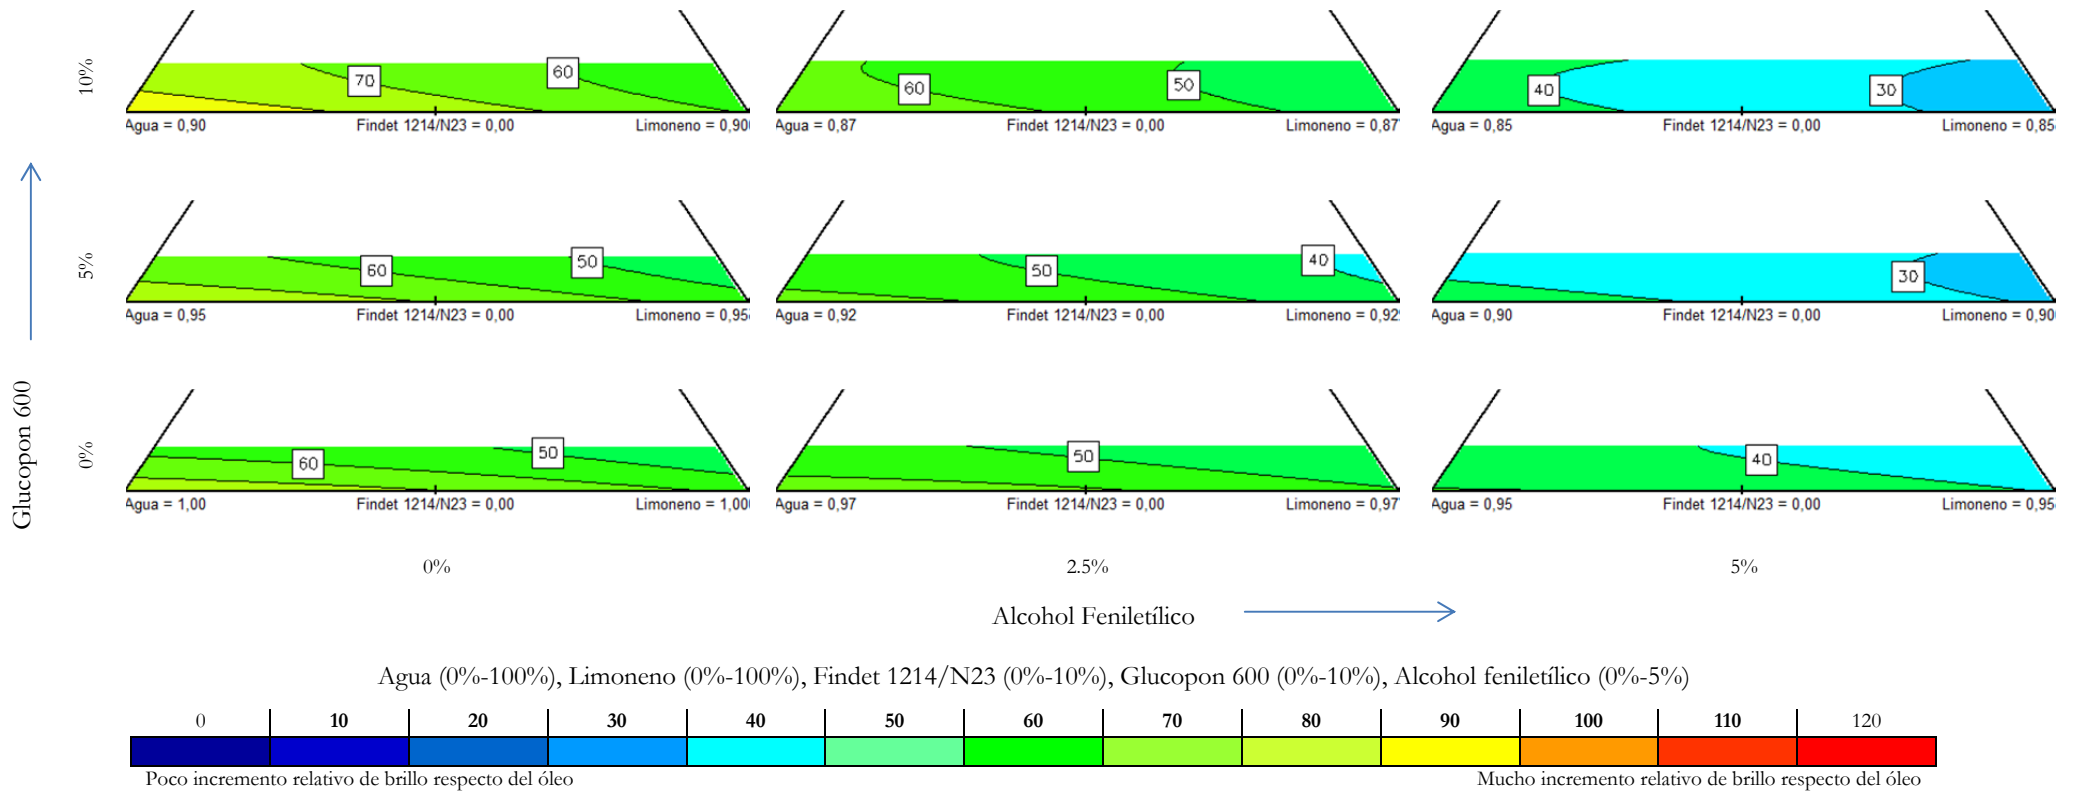 10%
70
60
Agua = 0,90
Findet 1214/N23 = 0,00
Limoneno = 0,90
60
50
Agua = 0,87
Findet 1214/N23 = 0,00
Limoneno = 0,87
40
30
Agua = 0,85
Findet 1214/N23 = 0,00
Limoneno = 0,85
5%
60
50
Agua = 0,95
Findet 1214/N23 = 0,00
Limoneno = 0,95
50
40
Agua = 0,92
Findet 1214/N23 = 0,00
Limoneno = 0,92
30
Agua = 0,90
Findet 1214/N23 = 0,00
Limoneno = 0,90
Glucopon 600
0%
60
50
Agua = 1,00
Findet 1214/N23 = 0,00
Limoneno = 1,00
50
Agua = 0,97
Findet 1214/N23 = 0,00
Limoneno = 0,97
40
Agua = 0,95
Findet 1214/N23 = 0,00
Limoneno = 0,95
0%
2.5%
5%
Alcohol Feniletílico
Agua (0%-100%), Limoneno (0%-100%), Findet 1214/N23 (0%-10%), Glucopon 600 (0%-10%), Alcohol feniletílico (0%-5%)
0 10 20 30 40 50 60 70 80 90 100 110 120
Poco incremento relativo de brillo respecto del óleo
Mucho incremento relativo de brillo respecto del óleo